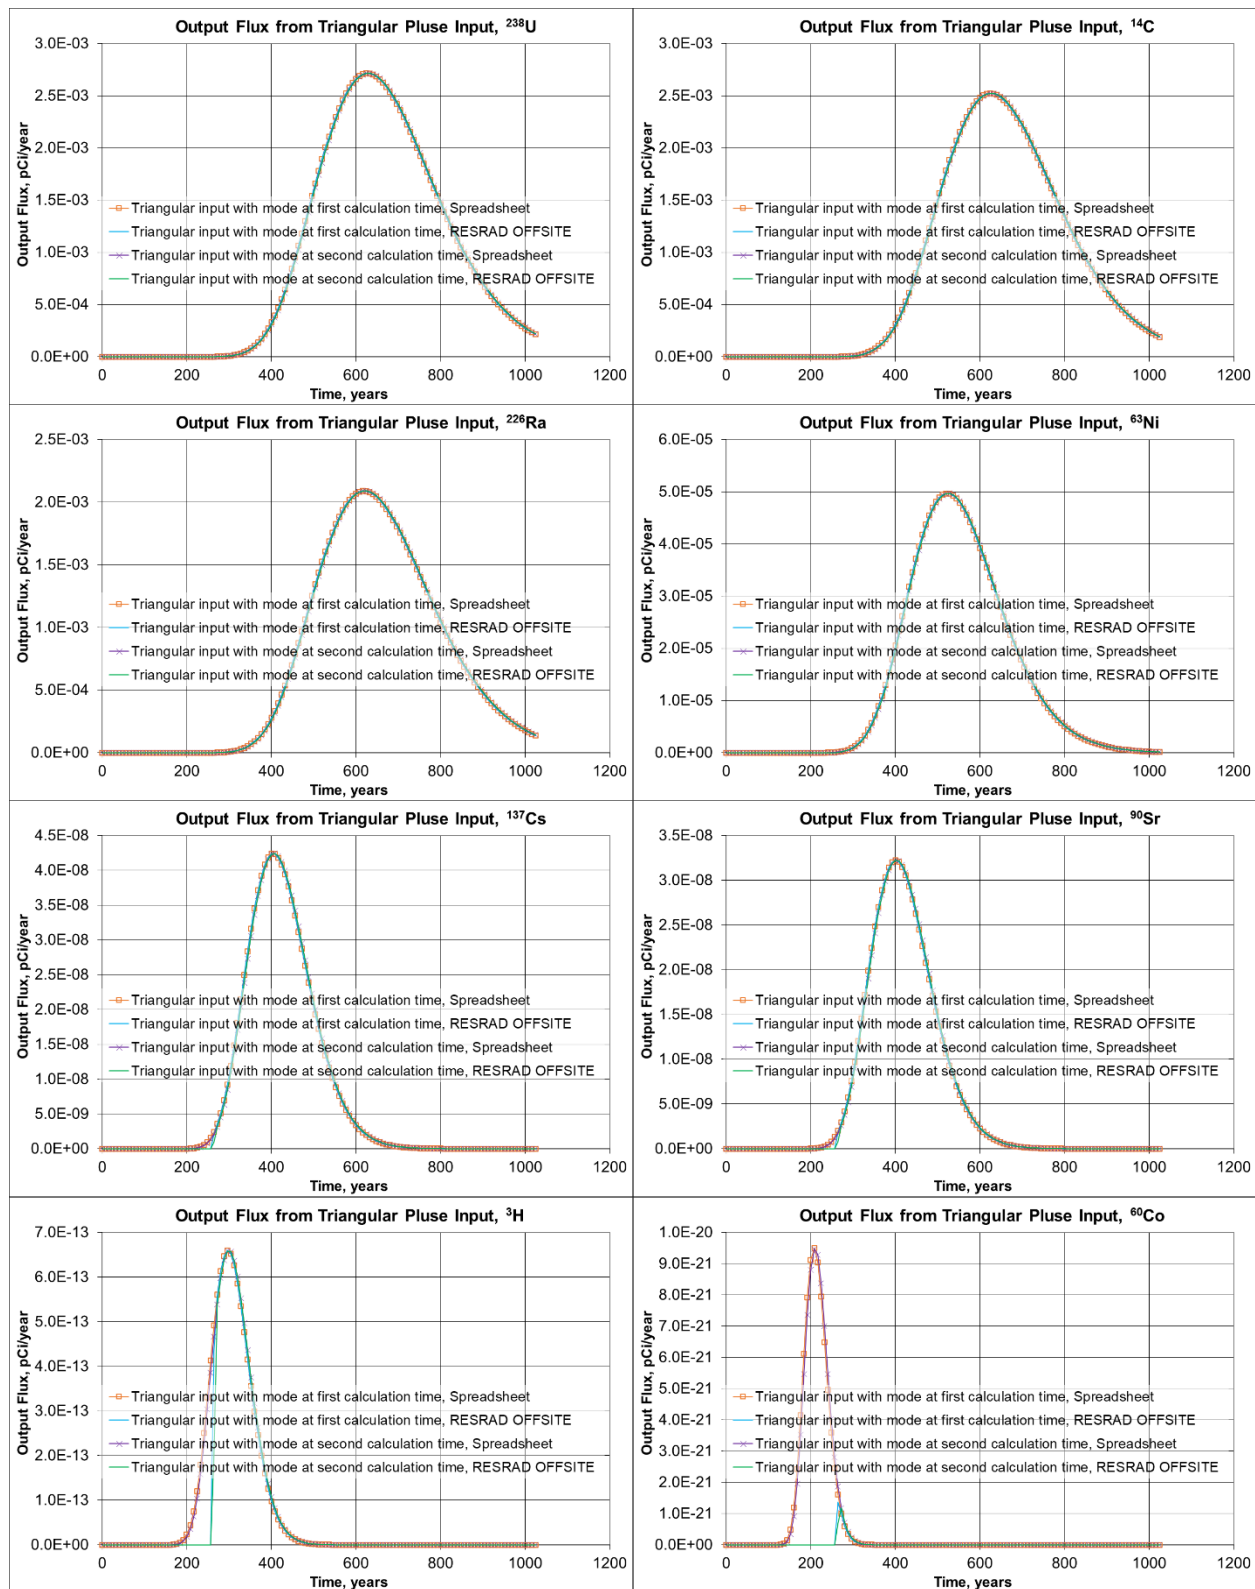 Output Flux from Triangular Pluse Input, ²³⁸U
3.0E-03
2.5E-03
2.0E-03
1.5E-03
1.0E-03
5.0E-04
0.0E+00
Output Flux, pCi/year
Triangular input with mode at first calculation time, Spreadsheet
Triangular input with mode at first calculation time, RESRAD OFFSITE
Triangular input with mode at second calculation time, Spreadsheet
Triangular input with mode at second calculation time, RESRAD OFFSITE
0 200 400 600 800 1000 1200
Time, years
Output Flux from Triangular Pluse Input, ¹⁴C
3.0E-03
2.5E-03
2.0E-03
1.5E-03
1.0E-03
5.0E-04
0.0E+00
Output Flux, pCi/year
Triangular input with mode at first calculation time, Spreadsheet
Triangular input with mode at first calculation time, RESRAD OFFSITE
Triangular input with mode at second calculation time, Spreadsheet
Triangular input with mode at second calculation time, RESRAD OFFSITE
0 200 400 600 800 1000 1200
Time, years
Output Flux from Triangular Pluse Input, ²²⁶Ra
2.5E-03
2.0E-03
1.5E-03
1.0E-03
5.0E-04
0.0E+00
Output Flux, pCi/year
Triangular input with mode at first calculation time, Spreadsheet
Triangular input with mode at first calculation time, RESRAD OFFSITE
Triangular input with mode at second calculation time, Spreadsheet
Triangular input with mode at second calculation time, RESRAD OFFSITE
0 200 400 600 800 1000 1200
Time, years
Output Flux from Triangular Pluse Input, ⁶³Ni
6.0E-05
5.0E-05
4.0E-05
3.0E-05
2.0E-05
1.0E-05
0.0E+00
Output Flux, pCi/year
Triangular input with mode at first calculation time, Spreadsheet
Triangular input with mode at first calculation time, RESRAD OFFSITE
Triangular input with mode at second calculation time, Spreadsheet
Triangular input with mode at second calculation time, RESRAD OFFSITE
0 200 400 600 800 1000 1200
Time, years
Output Flux from Triangular Pluse Input, ¹³⁷Cs
4.5E-08
4.0E-08
3.5E-08
3.0E-08
2.5E-08
2.0E-08
1.5E-08
1.0E-08
5.0E-09
0.0E+00
Output Flux, pCi/year
Triangular input with mode at first calculation time, Spreadsheet
Triangular input with mode at first calculation time, RESRAD OFFSITE
Triangular input with mode at second calculation time, Spreadsheet
Triangular input with mode at second calculation time, RESRAD OFFSITE
0 200 400 600 800 1000 1200
Time, years
Output Flux from Triangular Pluse Input, ⁹⁰Sr
3.5E-08
3.0E-08
2.5E-08
2.0E-08
1.5E-08
1.0E-08
5.0E-09
0.0E+00
Output Flux, pCi/year
Triangular input with mode at first calculation time, Spreadsheet
Triangular input with mode at first calculation time, RESRAD OFFSITE
Triangular input with mode at second calculation time, Spreadsheet
Triangular input with mode at second calculation time, RESRAD OFFSITE
0 200 400 600 800 1000 1200
Time, years
Output Flux from Triangular Pluse Input, ³H
7.0E-13
6.0E-13
5.0E-13
4.0E-13
3.0E-13
2.0E-13
1.0E-13
0.0E+00
Output Flux, pCi/year
Triangular input with mode at first calculation time, Spreadsheet
Triangular input with mode at first calculation time, RESRAD OFFSITE
Triangular input with mode at second calculation time, Spreadsheet
Triangular input with mode at second calculation time, RESRAD OFFSITE
0 200 400 600 800 1000 1200
Time, years
Output Flux from Triangular Pluse Input, ⁶⁰Co
1.0E-20
9.0E-21
8.0E-21
7.0E-21
6.0E-21
5.0E-21
4.0E-21
3.0E-21
2.0E-21
1.0E-21
0.0E+00
Output Flux, pCi/year
Triangular input with mode at first calculation time, Spreadsheet
Triangular input with mode at first calculation time, RESRAD OFFSITE
Triangular input with mode at second calculation time, Spreadsheet
Triangular input with mode at second calculation time, RESRAD OFFSITE
0 200 400 600 800 1000 1200
Time, years